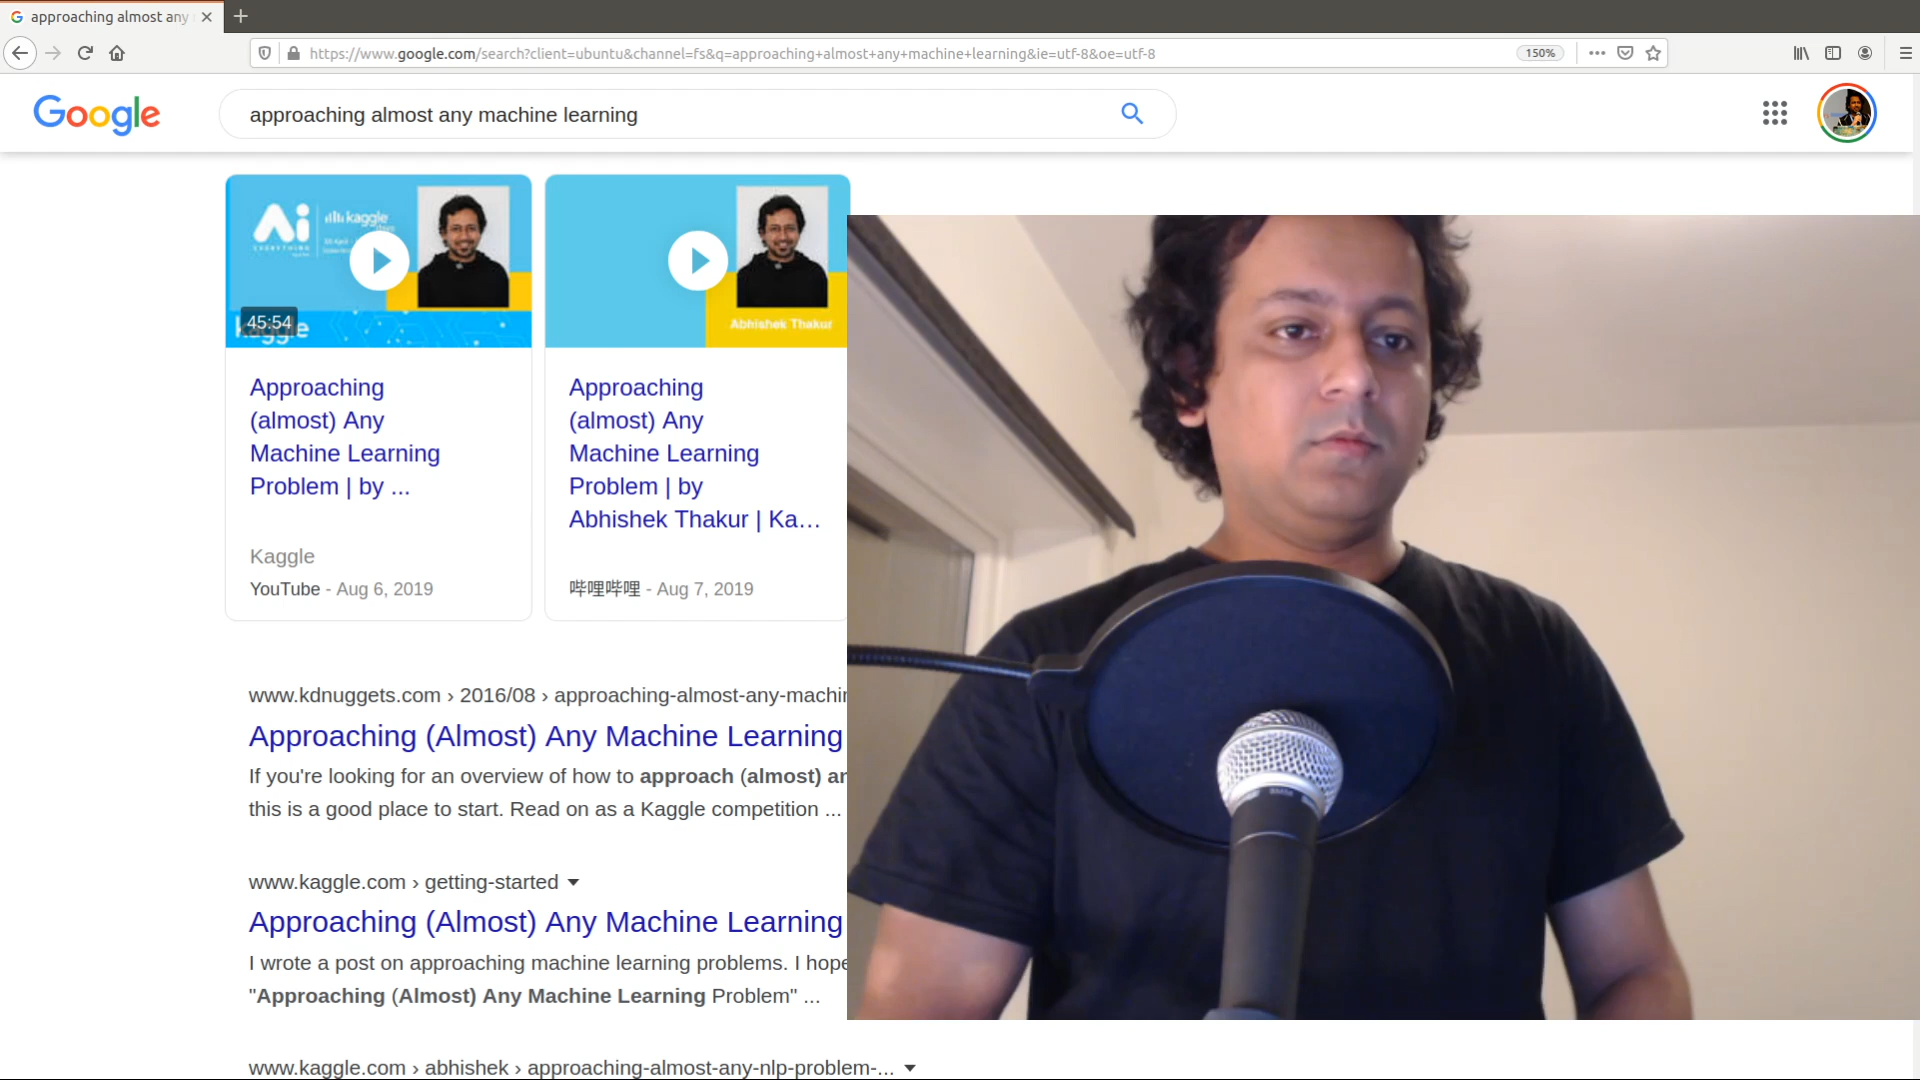 approaching almost any
https://www.google.com/search?client=ubuntu&channel=fs&q=approaching+almost+any+machine+learning&ie=utf-8&oe=utf-8
150%
Google
approaching almost any machine learning
Ai
kaggle
45:54
Abhishek Thakur
Approaching
(almost) Any
Machine Learning
Problem | by ...
Kaggle
YouTube - Aug 6, 2019
Approaching
(almost) Any
Machine Learning
Problem | by
Abhishek Thakur | Ka...
哔哩哔哩 - Aug 7, 2019
www.kdnuggets.com › 2016/08 › approaching-almost-any-machin
Approaching (Almost) Any Machine Learning
If you're looking for an overview of how to approach (almost) an
this is a good place to start. Read on as a Kaggle competition ...
www.kaggle.com › getting-started
Approaching (Almost) Any Machine Learning
I wrote a post on approaching machine learning problems. I hope
"Approaching (Almost) Any Machine Learning Problem" ...
www.kaggle.com › abhishek › approaching-almost-any-nlp-problem-...